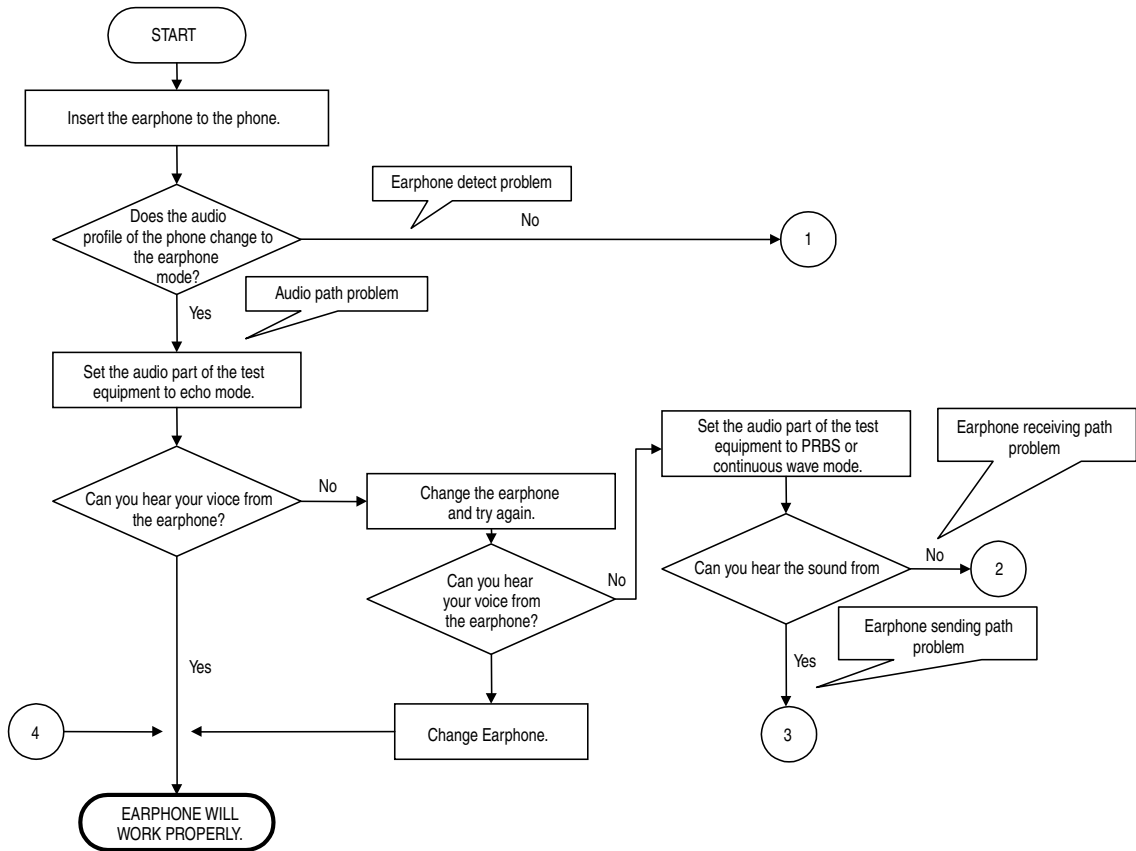 START
Insert the earphone to the phone.
Earphone detect problem
Does the audio
profile of the phone change to
the earphone
mode?
No
1
Audio path problem
Yes
Set the audio part of the test
equipment to echo mode.
Set the audio part of the test
equipment to PRBS or
continuous wave mode.
Earphone receiving path
problem
Can you hear your vioce from
the earphone?
No
Change the earphone
and try again.
Can you hear
your voice from
the earphone?
No
Can you hear the sound from
No
2
Earphone sending path
problem
Yes
Yes
4
Change Earphone.
3
EARPHONE WILL
WORK PROPERLY.